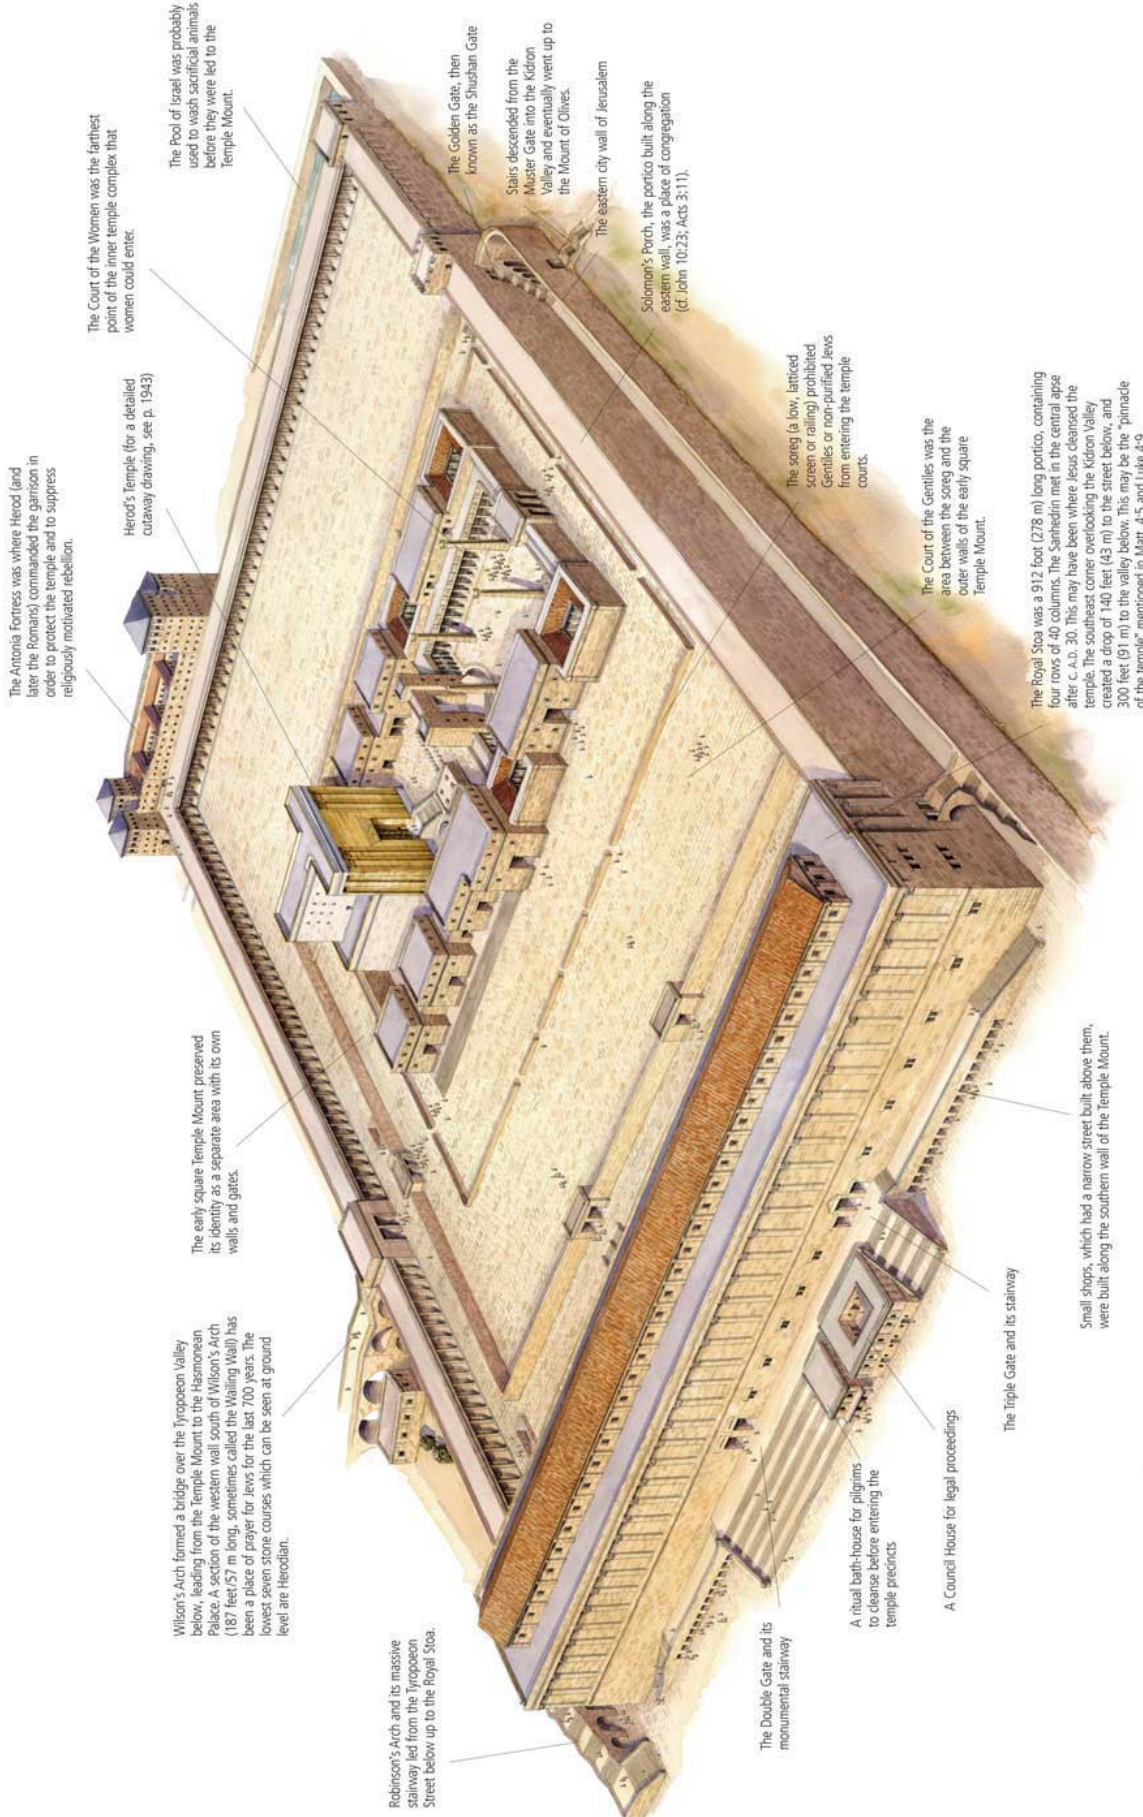 The Antonia Fortress was where Herod (and
later the Romans) commanded the garrison in
order to protect the temple and to suppress
religiously motivated rebellion.
The Court of the Women was the farthest
point of the inner temple complex that
women could enter.
The Pool of Israel was probably
used to wash sacrificial animals
before they were led to the
Temple Mount.
Herod's Temple (for a detailed
cutaway drawing, see p. 1943)
The Golden Gate, then
known as the Shushan Gate
Stairs descended from the
Muster Gate into the Kidron
Valley and eventually went up to
the Mount of Olives.
The eastern city wall of Jerusalem
Solomon's Porch, the portico built along the
eastern wall, was a place of congregation
(cf. John 10:23; Acts 3:11).
The early square Temple Mount preserved
its identity as a separate area with its own
walls and gates.
Wilson's Arch formed a bridge over the Tyropoeon Valley
below, leading from the Temple Mount to the Hasmonean
Palace. A section of the western wall south of Wilson's Arch
(187 feet/57 m long, sometimes called the Wailing Wall) has
been a place of prayer for Jews for the last 700 years. The
lowest seven stone courses which can be seen at ground
level are Herodian.
The soreg (a low, latticed
screen or railing) prohibited
Gentiles or non-purified Jews
from entering the temple
courts.
The Court of the Gentiles was the
area between the soreg and the
outer walls of the early square
Temple Mount.
Robinson's Arch and its massive
stairway led from the Tyropoeon
Street below up to the Royal Stoa.
The Double Gate and its
monumental stairway
A ritual bath-house for pilgrims
to cleanse before entering the
temple precincts
A Council House for legal proceedings
The Triple Gate and its stairway
Small shops, which had a narrow street built above them,
were built along the southern wall of the Temple Mount.
The Royal Stoa was a 912 foot (278 m) long portico, containing
four rows of 40 columns. The Sanhedrin met in the central apse
after c. A.D. 30. This may have been where Jesus cleansed the
temple. The southeast corner overlooking the Kidron Valley
created a drop of 140 feet (43 m) to the street below, and
300 feet (91 m) to the valley below. This may be the "pinnacle
of the temple" mentioned in Matt. 4:5 and Luke 4:9